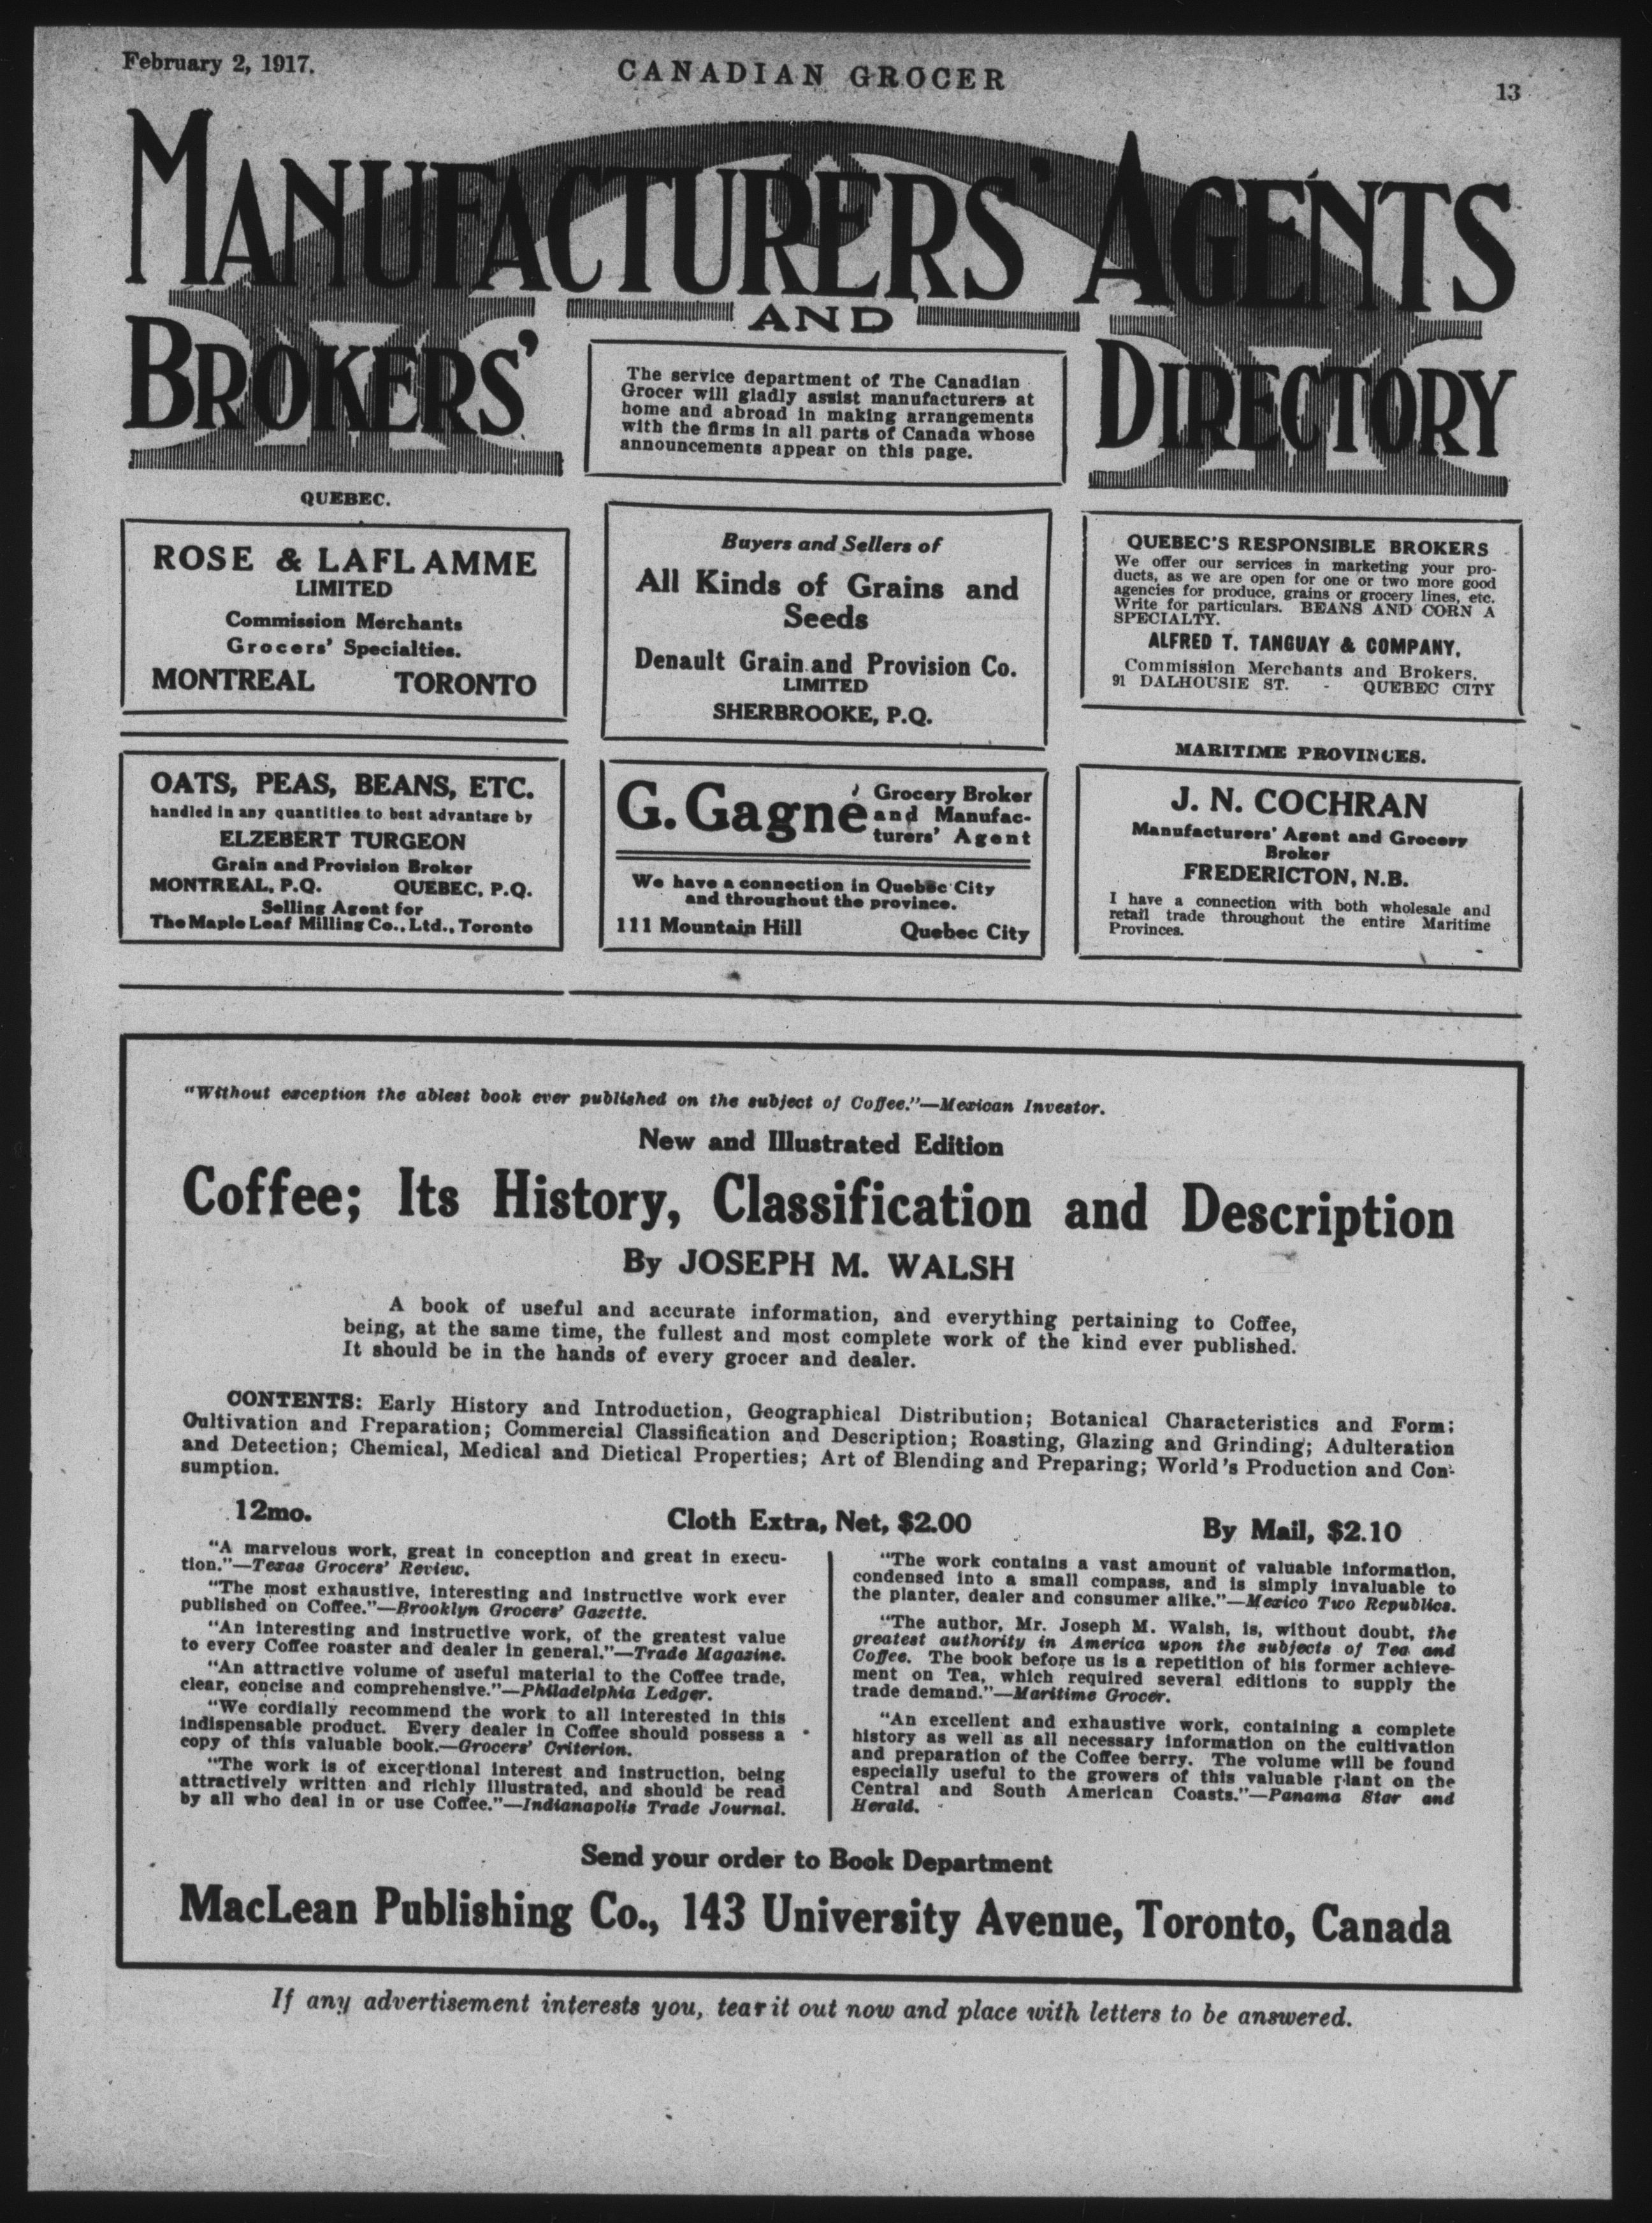 February 2, 1917.
CANADIAN GROCER
13
MANUFACTURERS' AGENTS
AND
BROKERS'
DIRECTORY
The service department of The Canadian
Grocer will gladly assist manufacturers at
home and abroad in making arrangements
with the firms in all parts of Canada whose
announcements appear on this page.
QUEBEC.
ROSE & LAFLAMME
LIMITED
Commission Merchants
Grocers' Specialties.
MONTREAL TORONTO
OATS, PEAS, BEANS, ETC.
handled in any quantities to best advantage by
ELZEBERT TURGEON
Grain and Provision Broker
MONTREAL, P.Q. QUEBEC, P.Q.
Selling Agent for
The Maple Leaf Milling Co., Ltd., Toronto
Buyers and Sellers of
All Kinds of Grains and
Seeds
Denault Grain and Provision Co.
LIMITED
SHERBROOKE, P.Q.
G. Gagné
Grocery Broker
and Manufac-
turers' Agent
We have a connection in Quebec City
and throughout the province.
111 Mountain Hill Quebec City
QUEBEC'S RESPONSIBLE BROKERS
We offer our services in marketing your pro-
ducts, as we are open for one or two more good
agencies for produce, grains or grocery lines, etc.
Write for particulars. BEANS AND CORN A
SPECIALTY.
ALFRED T. TANGUAY & COMPANY,
Commission Merchants and Brokers.
91 DALHOUSIE ST. - QUEBEC CITY
MARITIME PROVINCES.
J. N. COCHRAN
Manufacturers' Agent and Grocery
Broker
FREDERICTON, N.B.
I have a connection with both wholesale and
retail trade throughout the entire Maritime
Provinces.
"Without exception the ablest book ever published on the subject of Coffee."—Mexican Investor.
New and Illustrated Edition
Coffee; Its History, Classification and Description
By JOSEPH M. WALSH
A book of useful and accurate information, and everything pertaining to Coffee,
being, at the same time, the fullest and most complete work of the kind ever published.
It should be in the hands of every grocer and dealer.
CONTENTS: Early History and Introduction, Geographical Distribution; Botanical Characteristics and Form;
Cultivation and Preparation; Commercial Classification and Description; Roasting, Glazing and Grinding; Adulteration
and Detection; Chemical, Medical and Dietical Properties; Art of Blending and Preparing; World's Production and Con-
sumption.
12mo. Cloth Extra, Net, $2.00 By Mail, $2.10
"A marvelous work, great in conception and great in execu-
tion."—Texas Grocers' Review.
"The most exhaustive, interesting and instructive work ever
published on Coffee."—Brooklyn Grocers' Gazette.
"An interesting and instructive work, of the greatest value
to every Coffee roaster and dealer in general."—Trade Magazine.
"An attractive volume of useful material to the Coffee trade,
clear, concise and comprehensive."—Philadelphia Ledger.
"We cordially recommend the work to all interested in this
indispensable product. Every dealer in Coffee should possess a
copy of this valuable book.—Grocers' Criterion.
"The work is of exceptional interest and instruction, being
attractively written and richly illustrated, and should be read
by all who deal in or use Coffee."—Indianapolis Trade Journal.
"The work contains a vast amount of valuable information,
condensed into a small compass, and is simply invaluable to
the planter, dealer and consumer alike."—Mexico Two Republics.
"The author, Mr. Joseph M. Walsh, is, without doubt, the
greatest authority in America upon the subjects of Tea and
Coffee. The book before us is a repetition of his former achieve-
ment on Tea, which required several editions to supply the
trade demand."—Maritime Grocer.
"An excellent and exhaustive work, containing a complete
history as well as all necessary information on the cultivation
and preparation of the Coffee berry. The volume will be found
especially useful to the growers of this valuable plant on the
Central and South American Coasts."—Panama Star and
Herald.
Send your order to Book Department
MacLean Publishing Co., 143 University Avenue, Toronto, Canada
If any advertisement interests you, tear it out now and place with letters to be answered.